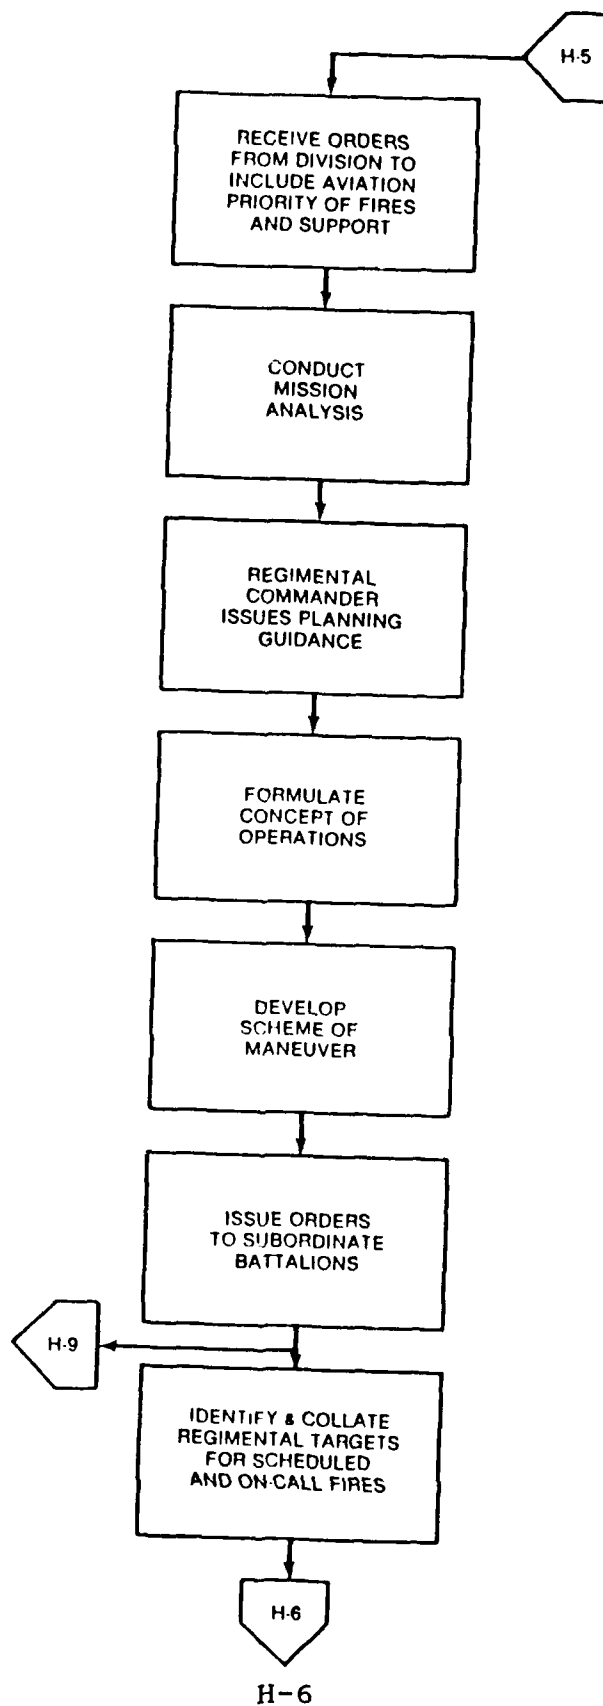 H-5
RECEIVE ORDERS
FROM DIVISION TO
INCLUDE AVIATION
PRIORITY OF FIRES
AND SUPPORT
CONDUCT
MISSION
ANALYSIS
REGIMENTAL
COMMANDER
ISSUES PLANNING
GUIDANCE
FORMULATE
CONCEPT OF
OPERATIONS
DEVELOP
SCHEME OF
MANEUVER
ISSUE ORDERS
TO SUBORDINATE
BATTALIONS
H-9
IDENTIFY & COLLATE
REGIMENTAL TARGETS
FOR SCHEDULED
AND ON-CALL FIRES
H-6
H-6